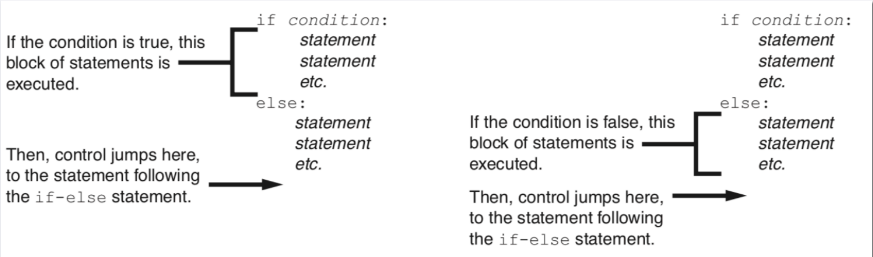 if condition:
If the condition is true, this
block of statements is
executed.
statement
statement
etc.
else:
statement
statement
etc.
Then, control jumps here,
to the statement following
the if-else statement.
if condition:
statement
statement
etc.
else:
If the condition is false, this
block of statements is
executed.
statement
statement
etc.
Then, control jumps here,
to the statement following
the if-else statement.